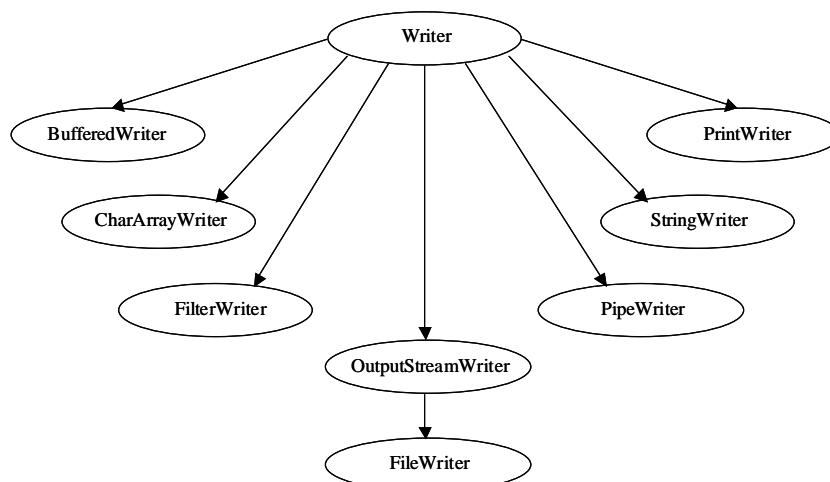 Writer
BufferedWriter
PrintWriter
CharArrayWriter
StringWriter
FilterWriter
PipeWriter
OutputStreamWriter
FileWriter